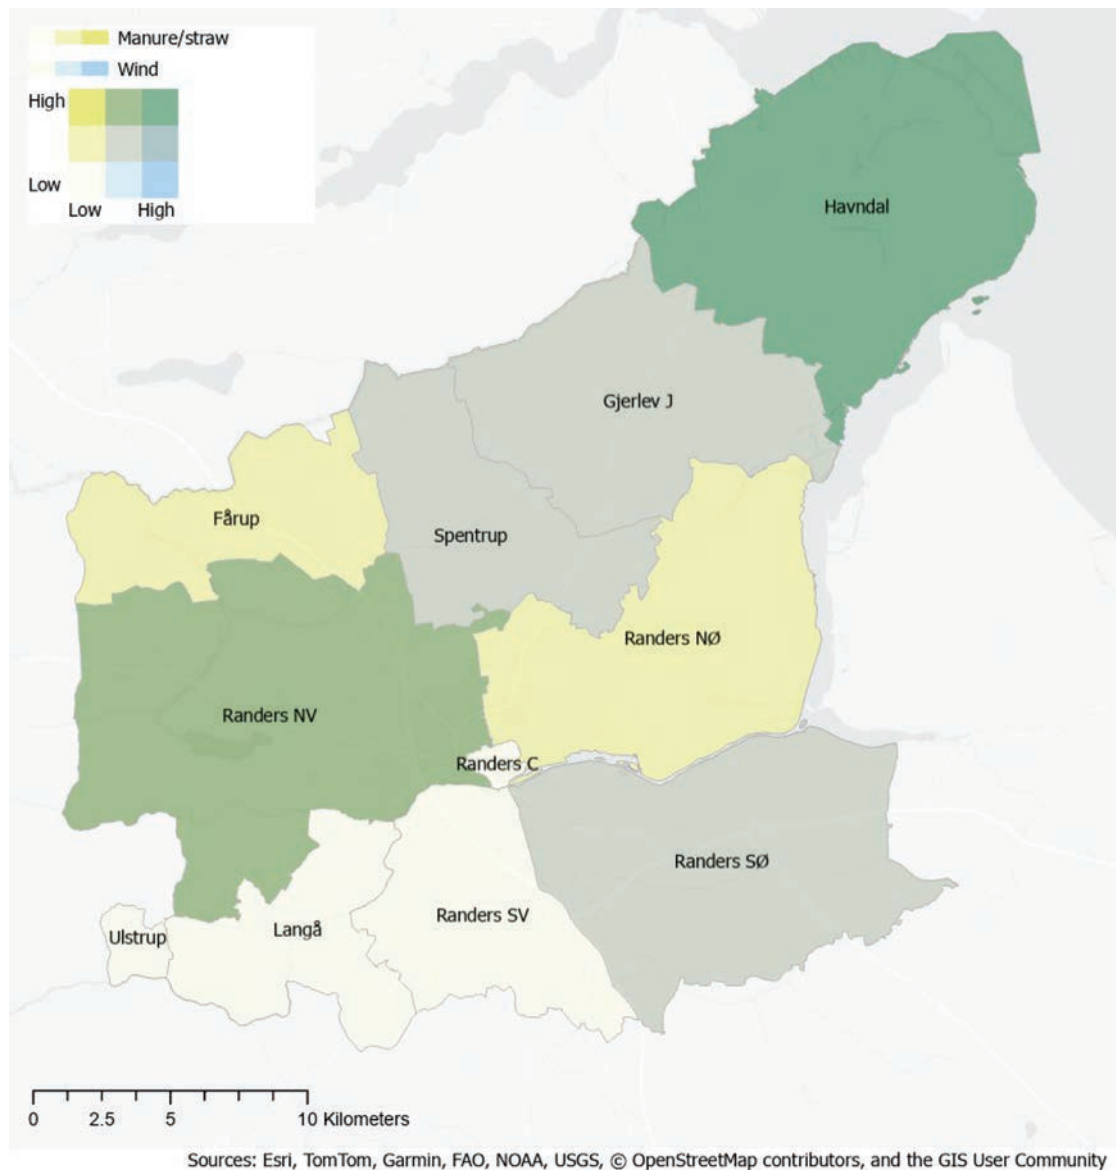 Manure/straw
Wind
High
Low
Low High
Havndal
Gjerlev J
Fårup
Spentrup
Randers NØ
Randers NV
Randers C
Randers SØ
Randers SV
Langå
Ulstrup
0 2.5 5 10 Kilometers
Sources: Esri, TomTom, Garmin, FAO, NOAA, USGS, © OpenStreetMap contributors, and the GIS User Community